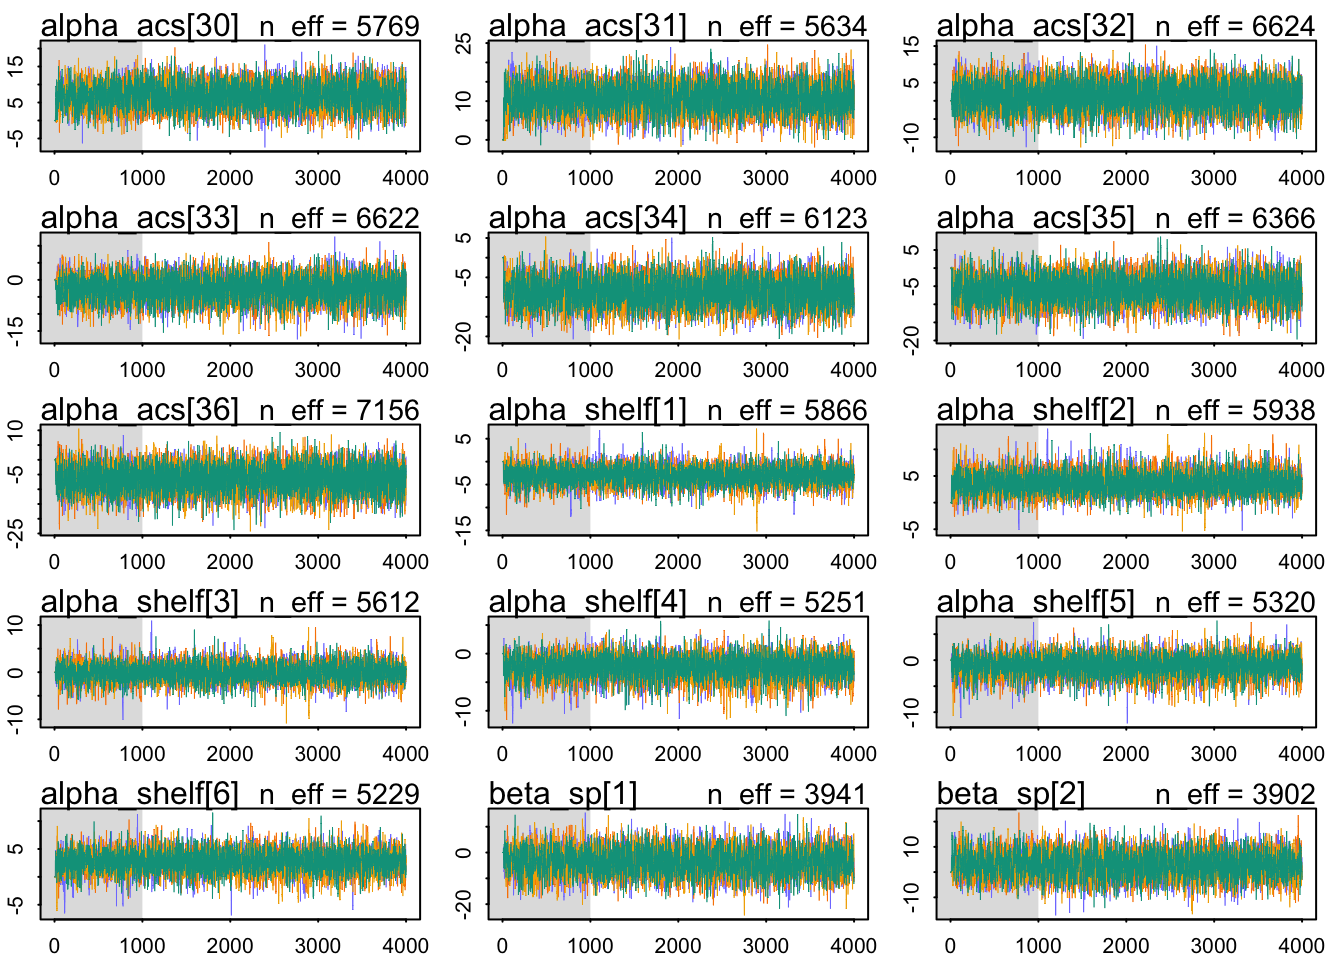 alpha_acs[30] n_eff = 5769 alpha_acs[31] n_eff = 5634 alpha_acs[32] n_eff = 6624
-5 5 15 0 10 25 -10 5 15
0 1000 2000 3000 4000 0 1000 2000 3000 4000 0 1000 2000 3000 4000
alpha_acs[33] n_eff = 6622 alpha_acs[34] n_eff = 6123 alpha_acs[35] n_eff = 6366
-15 0 -20 -5 5 -20 -5 5
0 1000 2000 3000 4000 0 1000 2000 3000 4000 0 1000 2000 3000 4000
alpha_acs[36] n_eff = 7156 alpha_shelf[1] n_eff = 5866 alpha_shelf[2] n_eff = 5938
-25 -5 10 -15 -5 5 -5 5
0 1000 2000 3000 4000 0 1000 2000 3000 4000 0 1000 2000 3000 4000
alpha_shelf[3] n_eff = 5612 alpha_shelf[4] n_eff = 5251 alpha_shelf[5] n_eff = 5320
-10 0 10 -10 0 -10 0
0 1000 2000 3000 4000 0 1000 2000 3000 4000 0 1000 2000 3000 4000
alpha_shelf[6] n_eff = 5229 beta_sp[1] n_eff = 3941 beta_sp[2] n_eff = 3902
-5 5 -20 0 -10 10
0 1000 2000 3000 4000 0 1000 2000 3000 4000 0 1000 2000 3000 4000